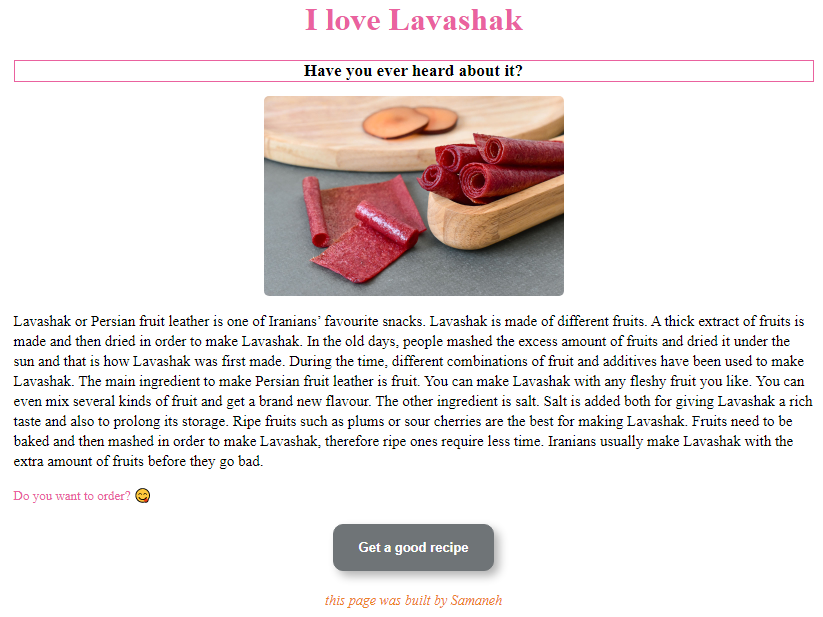 I love Lavashak
Have you ever heard about it?
Lavashak or Persian fruit leather is one of Iranians’ favourite snacks. Lavashak is made of different fruits. A thick extract of fruits is
made and then dried in order to make Lavashak. In the old days, people mashed the excess amount of fruits and dried it under the
sun and that is how Lavashak was first made. During the time, different combinations of fruit and additives have been used to make
Lavashak. The main ingredient to make Persian fruit leather is fruit. You can make Lavashak with any fleshy fruit you like. You can
even mix several kinds of fruit and get a brand new flavour. The other ingredient is salt. Salt is added both for giving Lavashak a rich
taste and also to prolong its storage. Ripe fruits such as plums or sour cherries are the best for making Lavashak. Fruits need to be
baked and then mashed in order to make Lavashak, therefore ripe ones require less time. Iranians usually make Lavashak with the
extra amount of fruits before they go bad.
Do you want to order? 😋
Get a good recipe
this page was built by Samaneh